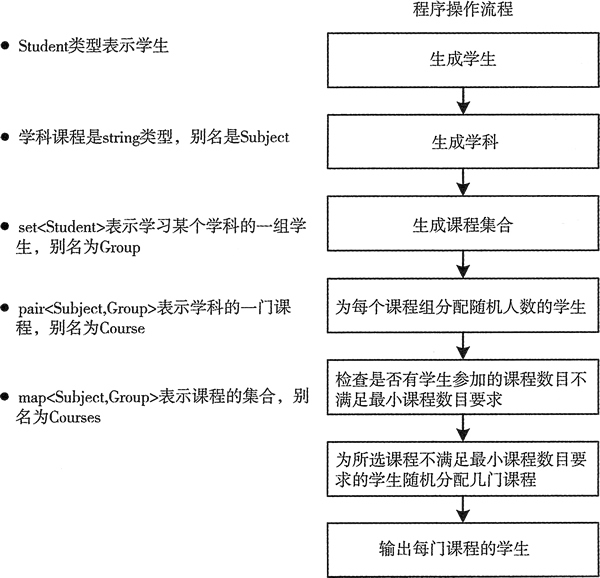 程序操作流程
● Student类型表示学生
● 学科课程是string类型，别名是Subject
● set<Student>表示学习某个学科的一组学
生，别名为Group
● pair<Subject,Group>表示学科的一门课
程，别名为Course
● map<Subject,Group>表示课程的集合，别
名为Courses
生成学生
生成学科
生成课程集合
为每个课程组分配随机人数的学生
检查是否有学生参加的课程数目不
满足最小课程数目要求
为所选课程不满足最小课程数目要
求的学生随机分配几门课程
输出每门课程的学生